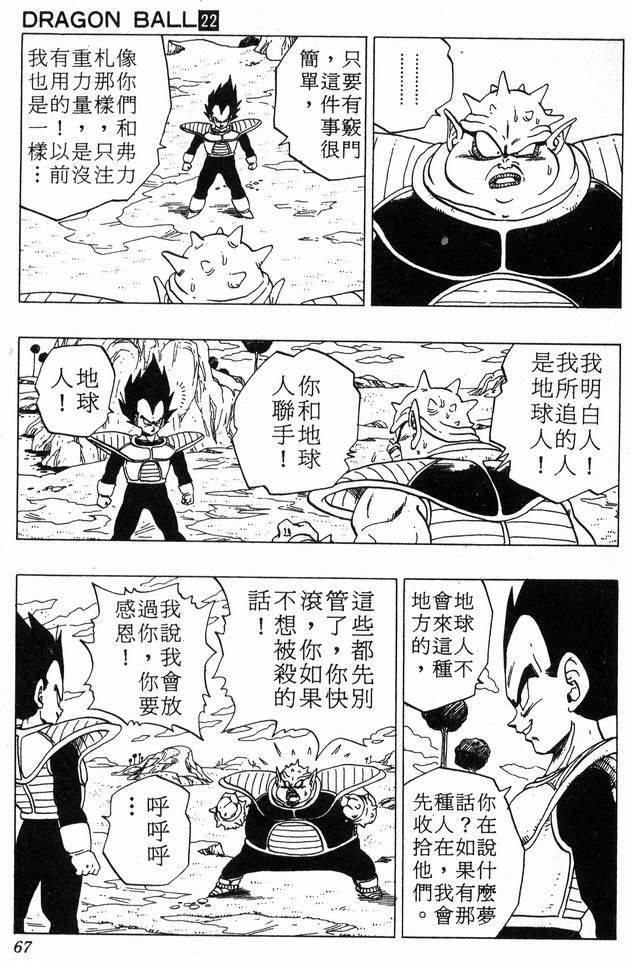 DRAGON BALL 22
……
……
只要有竅門
，這件事很
簡單，
像你們和弗力
札那樣，只注
重力量，是沒
有用的！以前
我也是一樣…
我明白人！
我所追的人
是地球人！
你和地球
人聯手！
地球
人！
地球人不
會來這種
地方的，
你在說什麼夢
話？如果有那
種人在，我會
先收拾他們。
這些都先別
管了，你快
滾，你如果
不想被殺的
話！
我說我會放
過你，你要
感恩！
呼呼呼
…
67